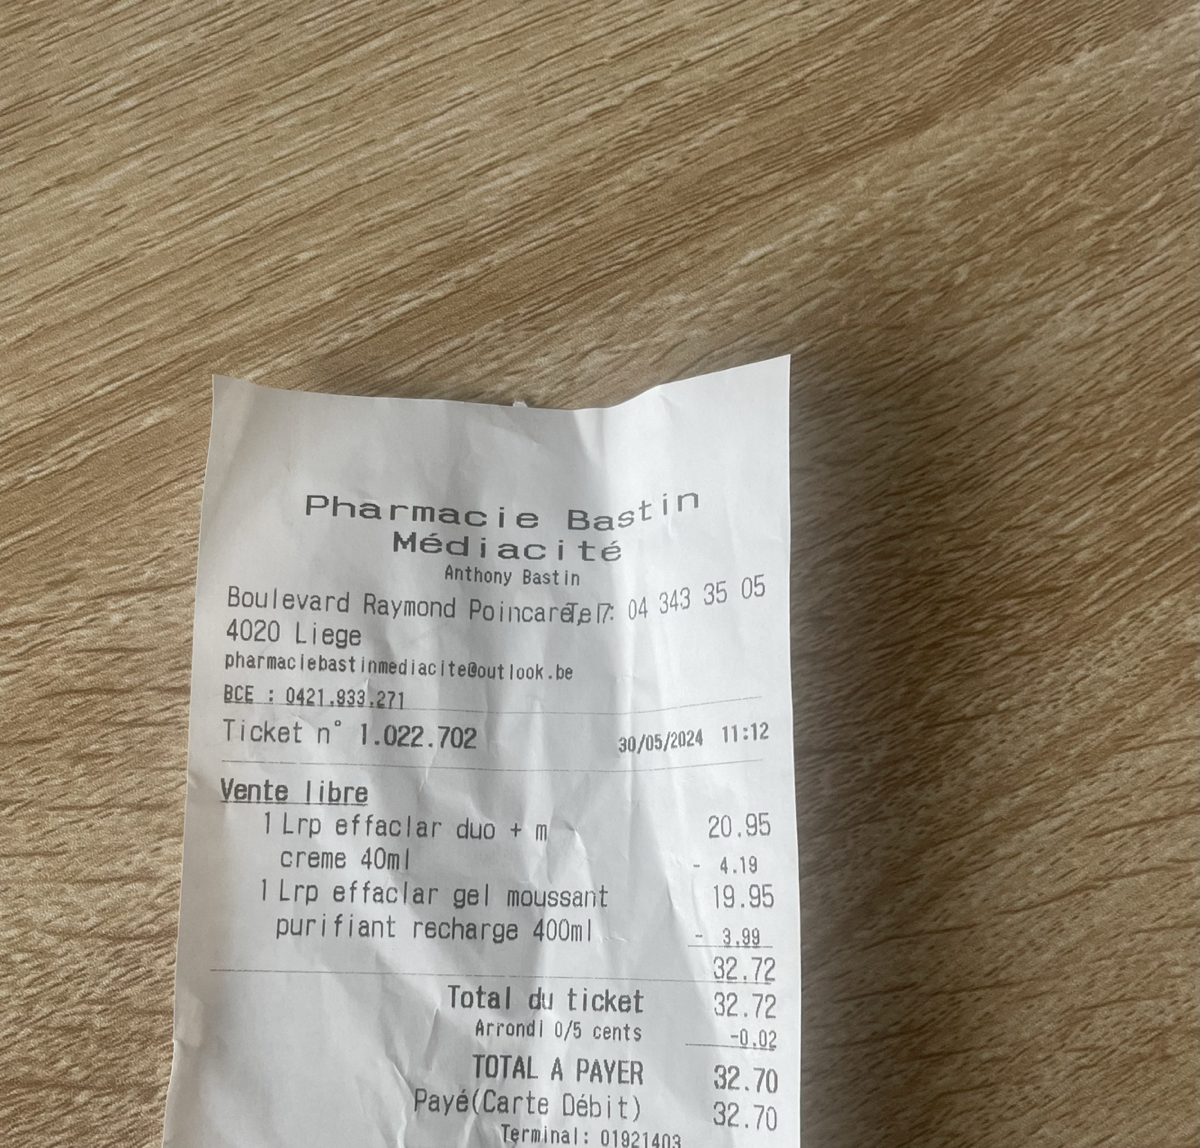 Pharmacie Bastin
Médiacité
Anthony Bastin
Boulevard Raymond Poincaré, 7 Tel: 04 343 35 05
4020 Liege
pharmaciebastinmediacite@outlook.be
BCE : 0421.933.271
Ticket n° 1.022.702 30/05/2024 11:12
Vente libre
1 Lrp effaclar duo + m 20.95
creme 40ml - 4.19
1 Lrp effaclar gel moussant 19.95
purifiant recharge 400ml - 3.99
32.72
Total du ticket 32.72
Arrondi 0/5 cents -0.02
TOTAL A PAYER 32.70
Payé(Carte Débit) 32.70
Terminal: 01921403